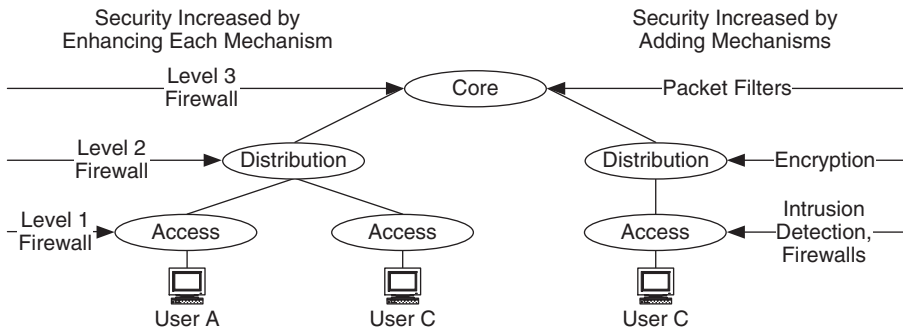 Security Increased by
Enhancing Each Mechanism
Security Increased by
Adding Mechanisms
Level 3
Firewall
Core
Packet Filters
Level 2
Firewall
Distribution
Distribution
Encryption
Level 1
Firewall
Access
Access
Access
Intrusion
Detection,
Firewalls
User A
User C
User C